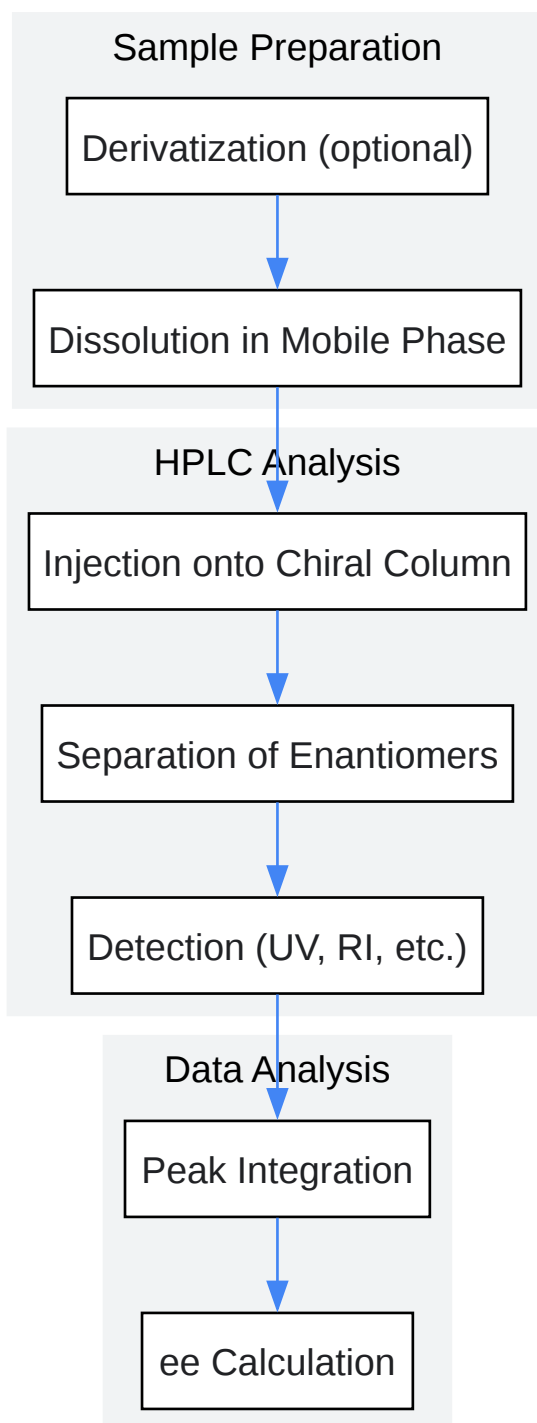 Sample Preparation
Derivatization (optional)
Dissolution in Mobile Phase
HPLC Analysis
Injection onto Chiral Column
Separation of Enantiomers
Detection (UV, RI, etc.)
Data Analysis
Peak Integration
ee Calculation